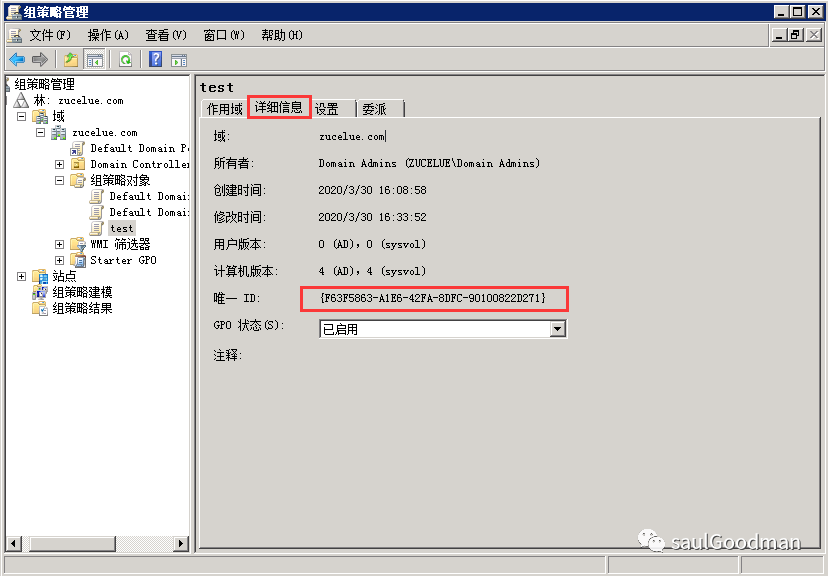 组策略管理
文件(F) 操作(A) 查看(V) 窗口(W) 帮助(H)
组策略管理
林: zucelue.com
域
zucelue.com
Default Domain Po
Domain Controller
组策略对象
Default Domai
Default Domai
test
WMI 筛选器
Starter GPO
站点
组策略建模
组策略结果
test
作用域 详细信息 设置 委派
域: zucelue.com
所有者: Domain Admins (ZUCELUE\Domain Admins)
创建时间: 2020/3/30 16:08:58
修改时间: 2020/3/30 16:33:52
用户版本: 0 (AD), 0 (sysvol)
计算机版本: 4 (AD), 4 (sysvol)
唯一 ID: {F63F5863-A1E6-42FA-8DFC-90100822D271}
GPO 状态(S): 已启用
注释:
saulGoodman